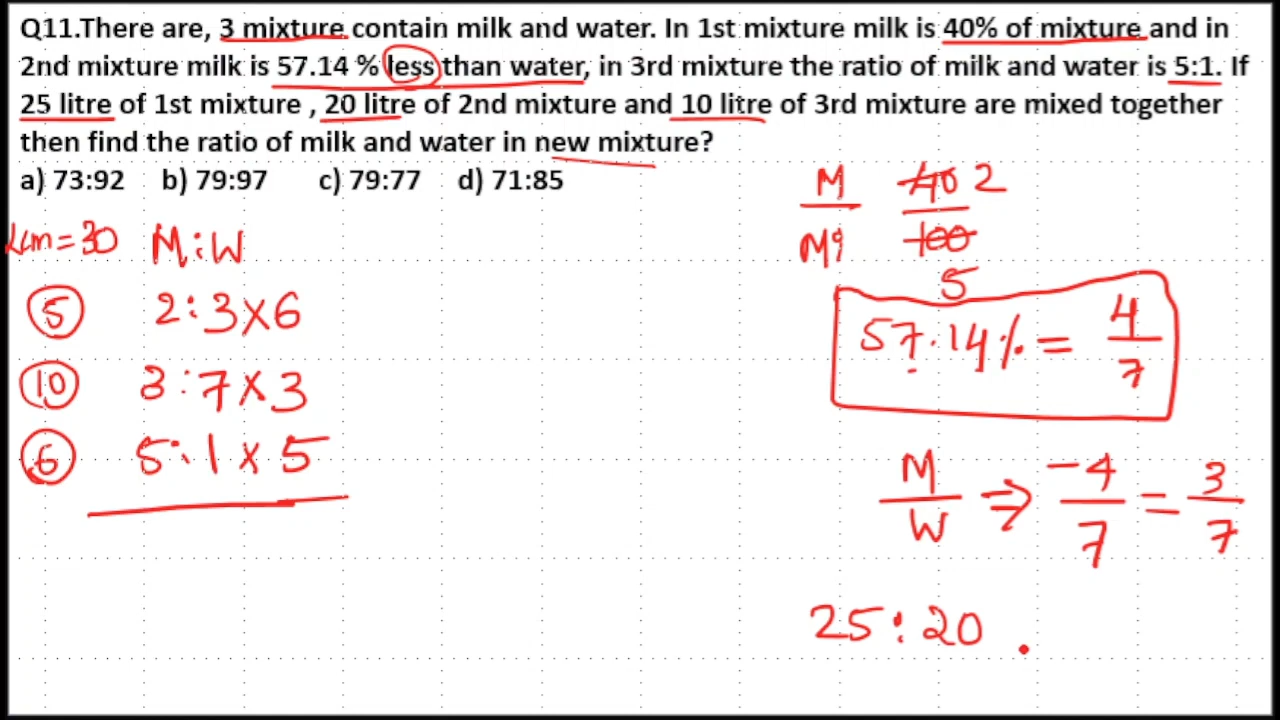 Q11.There are, 3 mixture contain milk and water. In 1st mixture milk is 40% of mixture and in
2nd mixture milk is 57.14 % less than water, in 3rd mixture the ratio of milk and water is 5:1. If
25 litre of 1st mixture , 20 litre of 2nd mixture and 10 litre of 3rd mixture are mixed together
then find the ratio of milk and water in new mixture?
a) 73:92 b) 79:97 c) 79:77 d) 71:85
Lcm = 30 M:W
5 2:3×6
10 3:7×3
6 5:1×5
M 40 2
Mi 100
5
57.14% = 4/7
M/W ⇒ -4/7 = 3/7
25:20 .